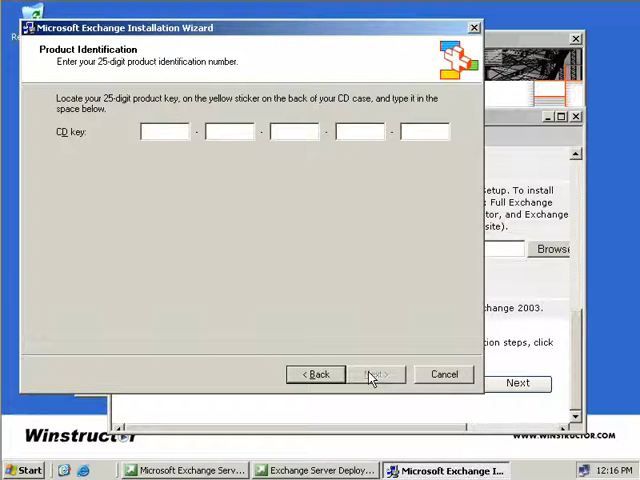 Microsoft Exchange Installation Wizard
Product Identification
Enter your 25-digit product identification number.
Locate your 25-digit product key, on the yellow sticker on the back of your CD case, and type it in the
space below.
CD key:
- - - -
Setup. To install
: Full Exchange
tor, and Exchange
site).
Browse
change 2003.
tion steps, click
Next
< Back
Next >
Cancel
Winstructor
WWW.WINSTRUCTOR.COM
Start
Microsoft Exchange Serv...
Exchange Server Deploy...
Microsoft Exchange I...
12:16 PM